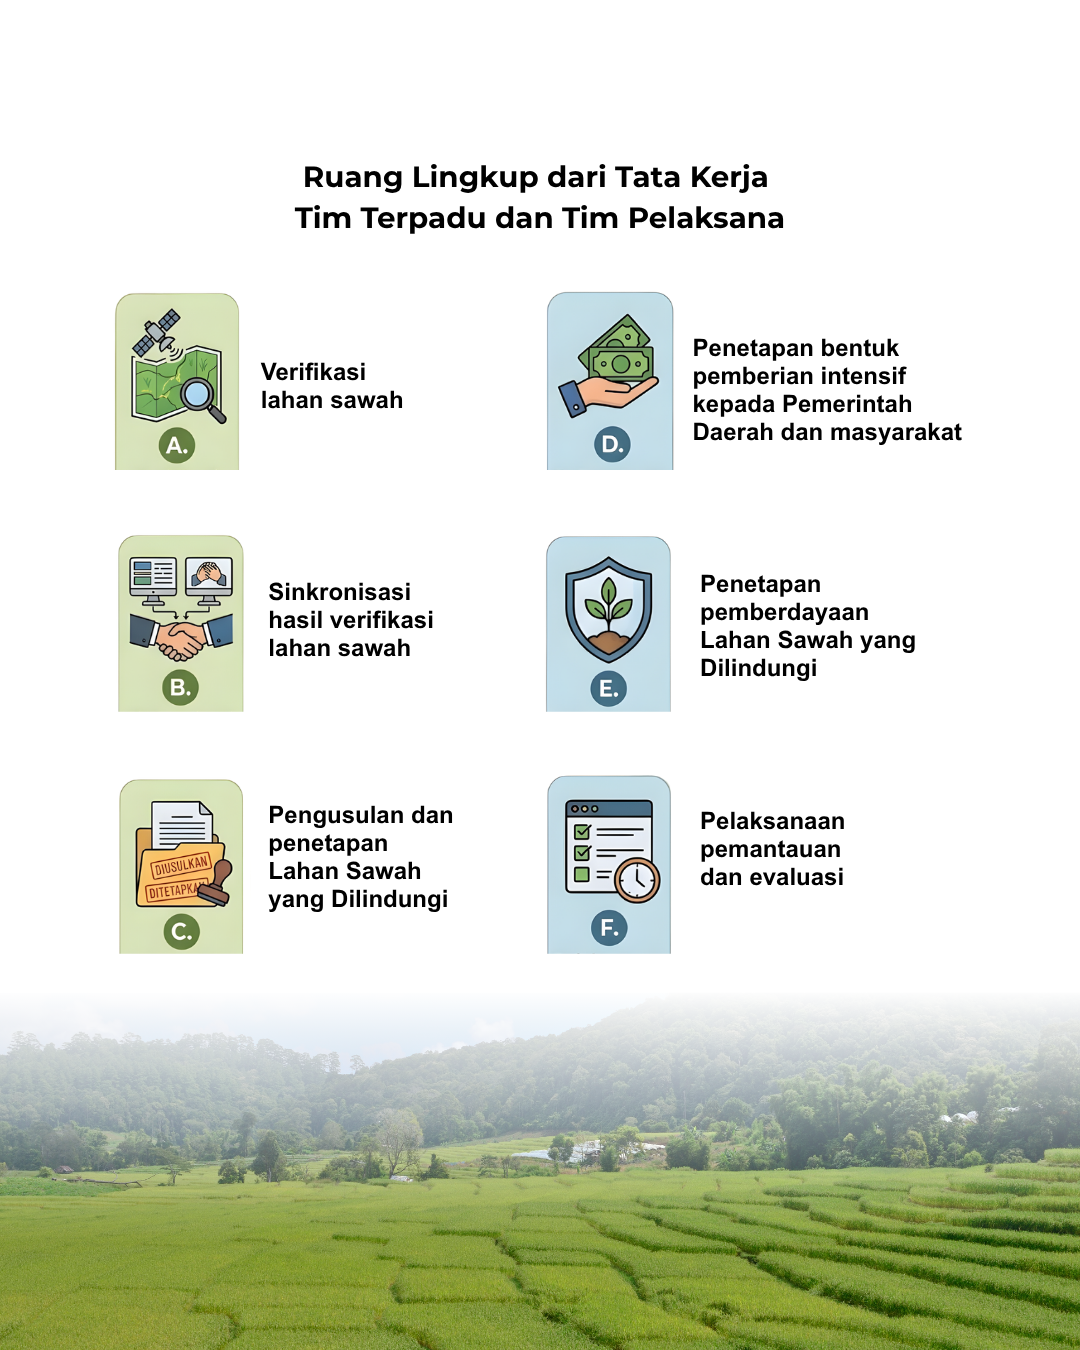 Ruang Lingkup dari Tata Kerja
Tim Terpadu dan Tim Pelaksana
A.
Verifikasi
lahan sawah
B.
Sinkronisasi
hasil verifikasi
lahan sawah
DIUSULKAN
DITETAPKAN
C.
Pengusulan dan
penetapan
Lahan Sawah
yang Dilindungi
D.
Penetapan bentuk
pemberian intensif
kepada Pemerintah
Daerah dan masyarakat
E.
Penetapan
pemberdayaan
Lahan Sawah yang
Dilindungi
F.
Pelaksanaan
pemantauan
dan evaluasi